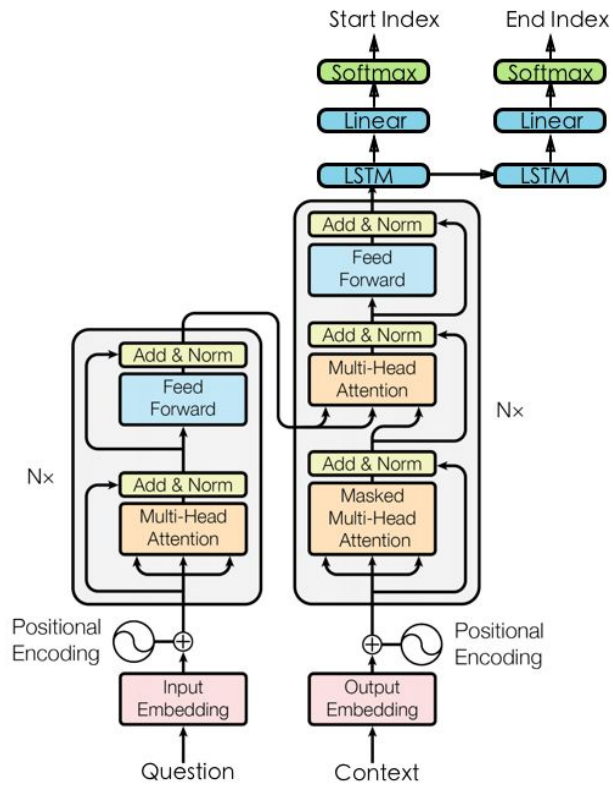 Start Index
End Index
Softmax
Softmax
Linear
Linear
LSTM
LSTM
Add & Norm
Feed
Forward
Add & Norm
Multi-Head
Attention
Add & Norm
Masked
Multi-Head
Attention
N×
Add & Norm
Feed
Forward
Add & Norm
Multi-Head
Attention
N×
Positional
Encoding
Positional
Encoding
Input
Embedding
Output
Embedding
Question
Context